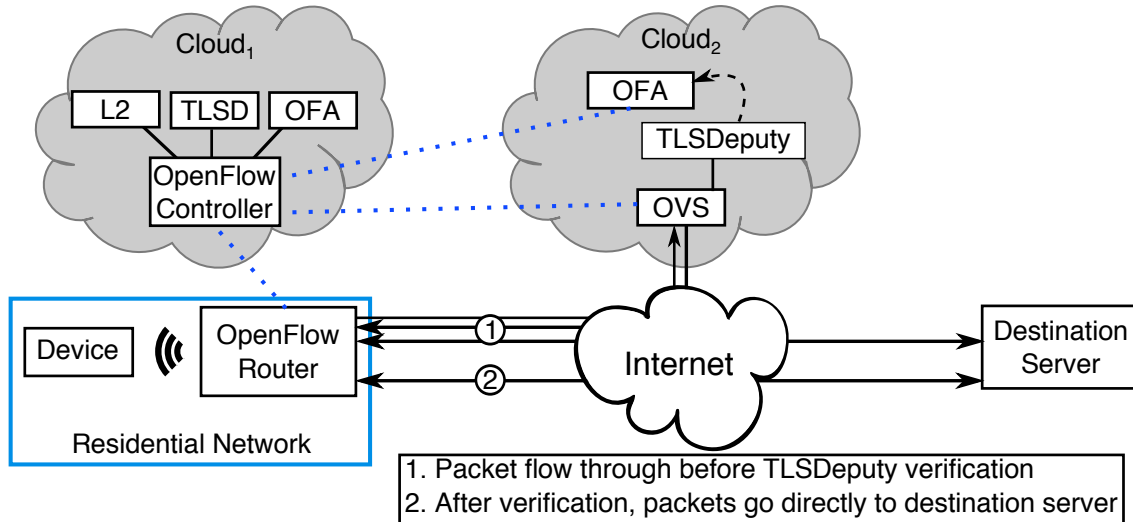 Cloud1
L2
TLSD
OFA
OpenFlow
Controller
Cloud2
OFA
TLSDeputy
OVS
Device
OpenFlow
Router
Residential Network
1
2
Internet
Destination
Server
1. Packet flow through before TLSDeputy verification
2. After verification, packets go directly to destination server